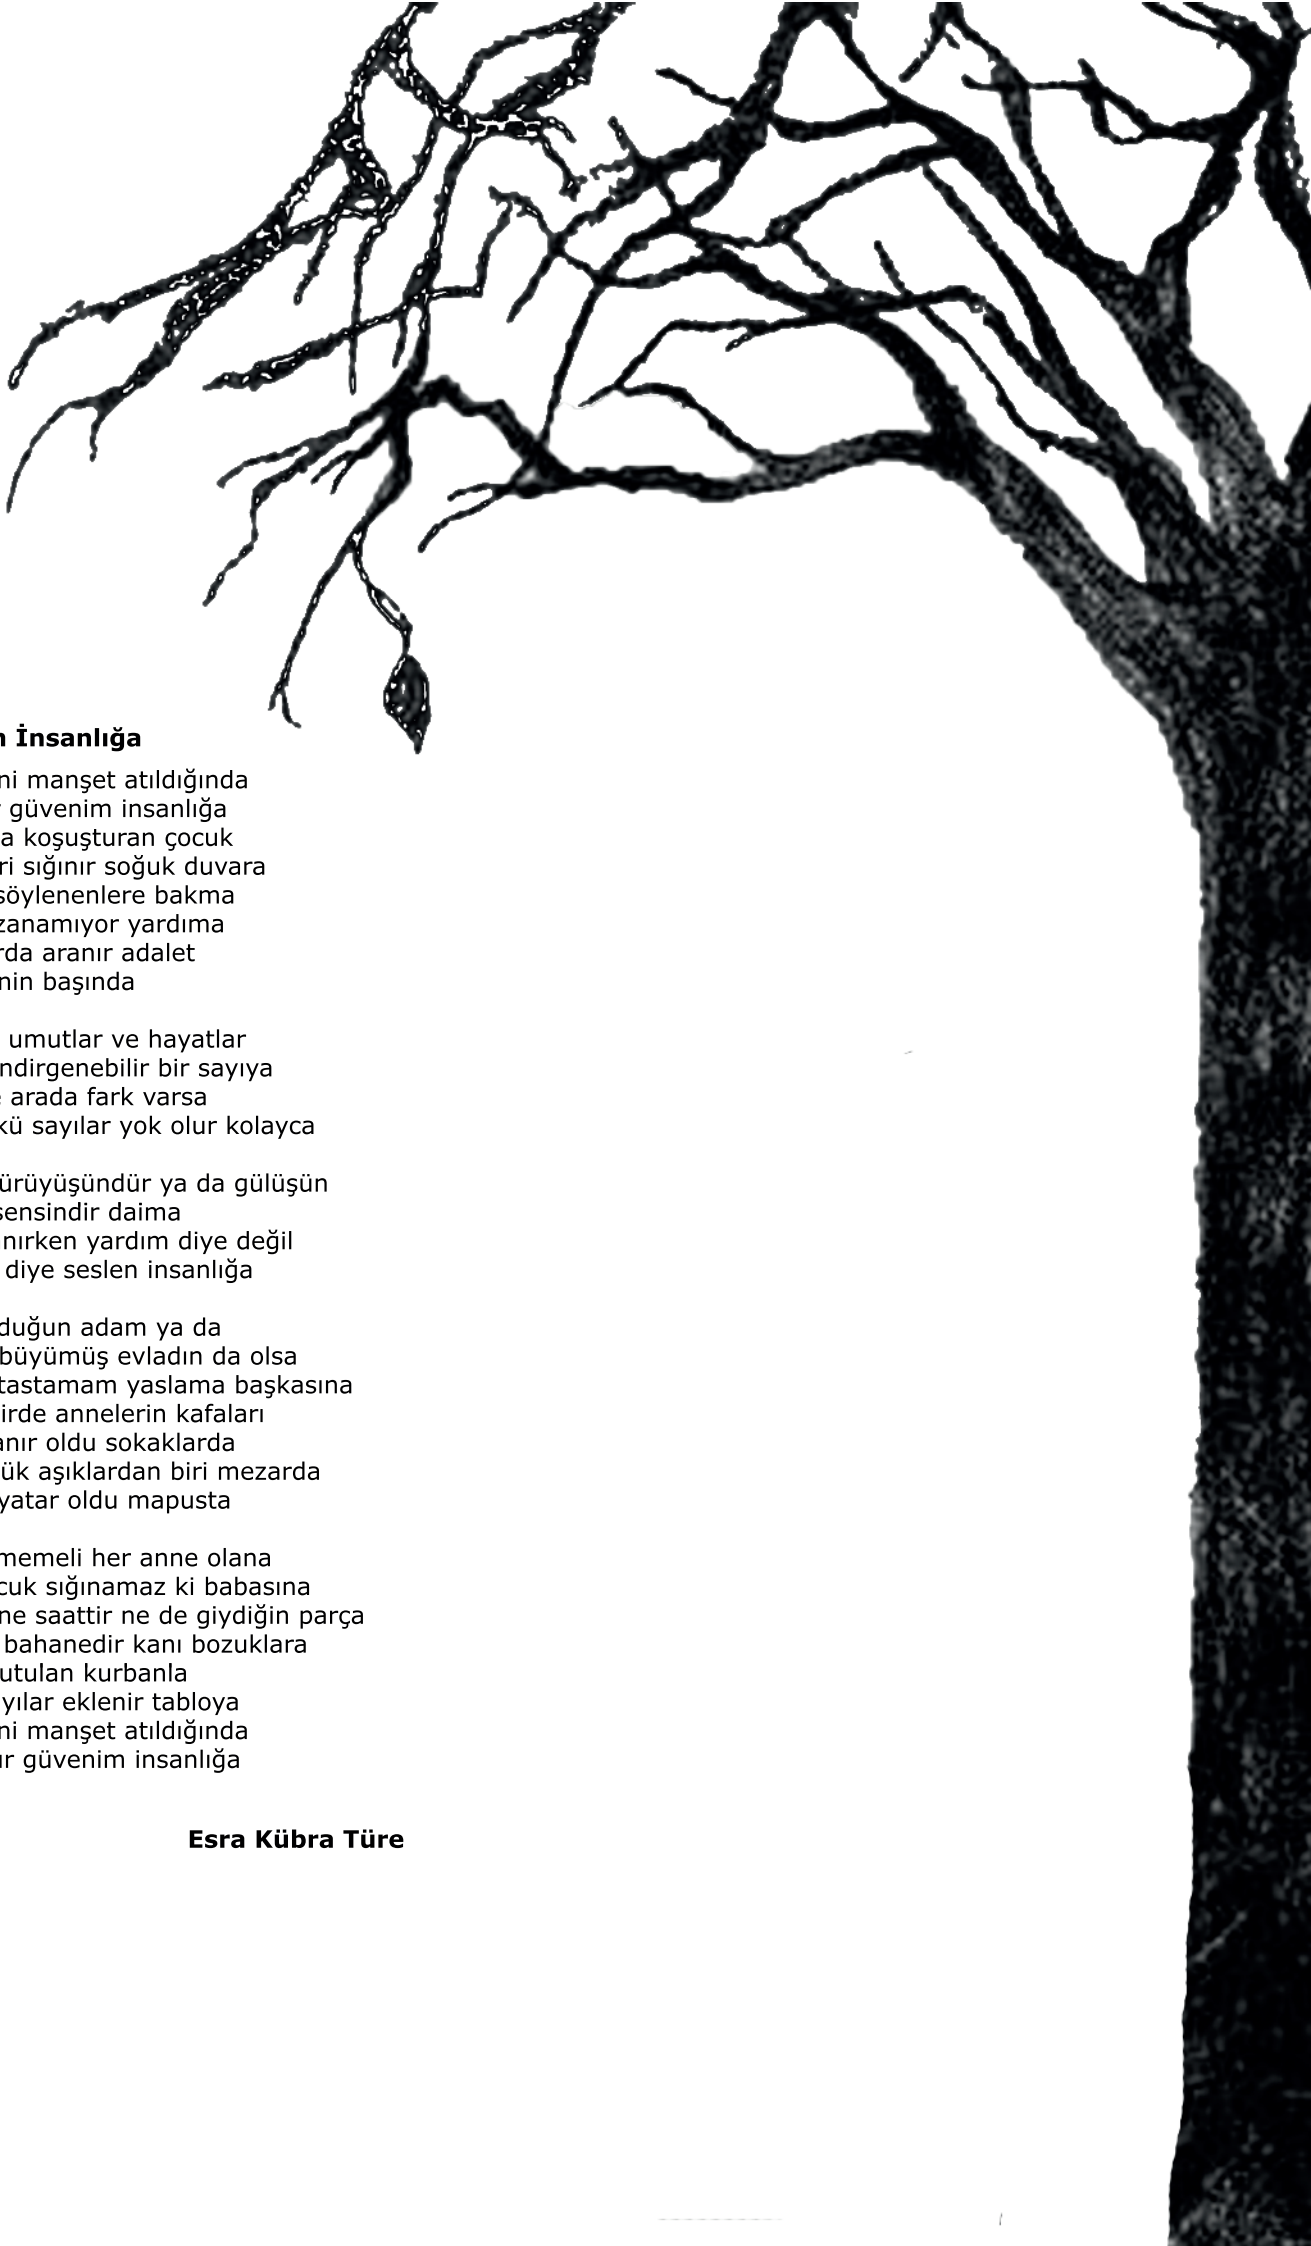 İnsanlığa
ni manşet atıldığında
güvenim insanlığa
a koşuşturan çocuk
ri sığınır soğuk duvara
söylenenlere bakma
zanamıyor yardıma
rda aranır adalet
nin başında
umutlar ve hayatlar
ndirgenebilir bir sayıya
arada fark varsa
kü sayılar yok olur kolayca
ürüyüşündür ya da gülüşün
sensindir daima
nırken yardım diye değil
diye seslen insanlığa
duğun adam ya da
büyümüş evladın da olsa
tastamam yaslama başkasına
irde annelerin kafaları
anır oldu sokaklarda
ük aşıklardan biri mezarda
yatar oldu mapusta
memeli her anne olana
cuk sığınamaz ki babasına
ne saattir ne de giydiğin parça
bahanedir kanı bozuklara
utulan kurbanla
yılar eklenir tabloya
ni manşet atıldığında
ır güvenim insanlığa
Esra Kübra Türe